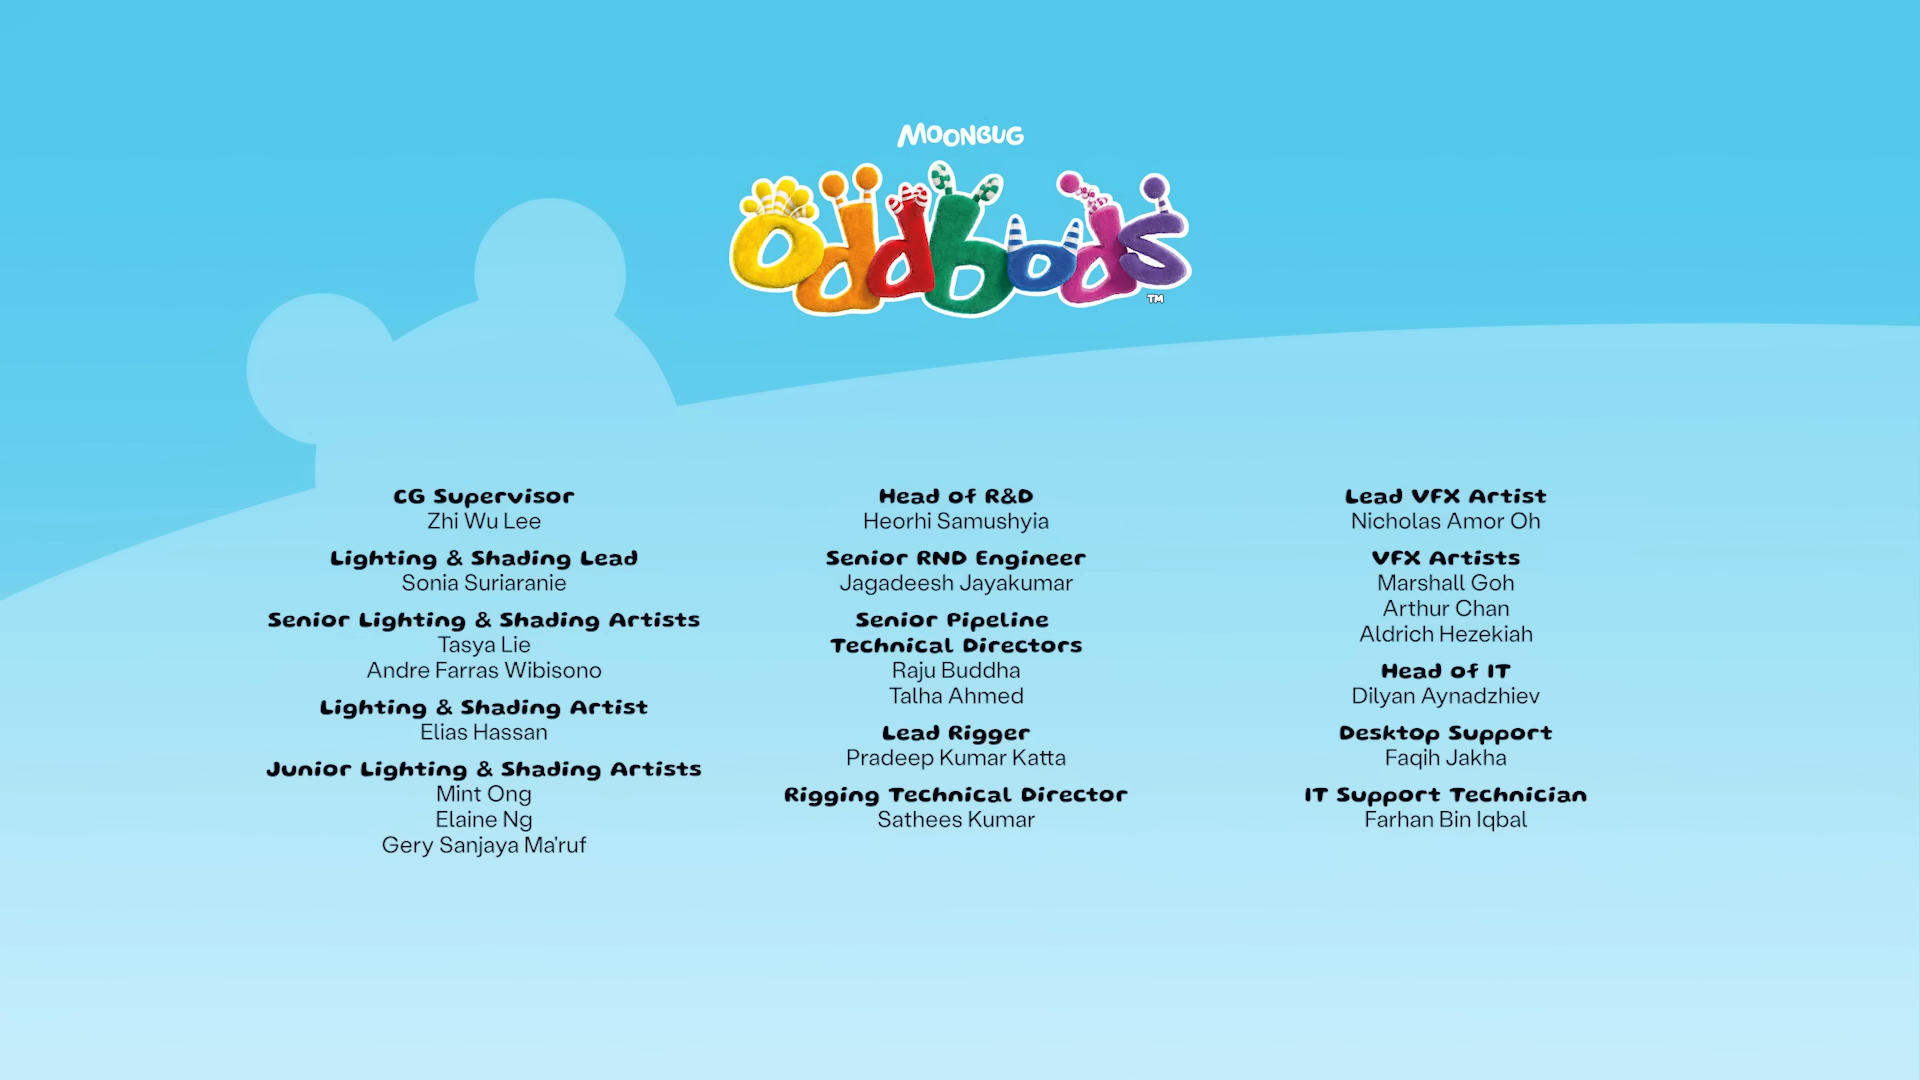 MOONBUG
oddbods
TM
CG Supervisor
Zhi Wu Lee
Lighting & Shading Lead
Sonia Suriaranie
Senior Lighting & Shading Artists
Tasya Lie
Andre Farras Wibisono
Lighting & Shading Artist
Elias Hassan
Junior Lighting & Shading Artists
Mint Ong
Elaine Ng
Gery Sanjaya Ma'ruf
Head of R&D
Heorhi Samushyia
Senior RND Engineer
Jagadeesh Jayakumar
Senior Pipeline
Technical Directors
Raju Buddha
Talha Ahmed
Lead Rigger
Pradeep Kumar Katta
Rigging Technical Director
Sathees Kumar
Lead VFX Artist
Nicholas Amor Oh
VFX Artists
Marshall Goh
Arthur Chan
Aldrich Hezekiah
Head of IT
Dilyan Aynadzhiev
Desktop Support
Faqih Jakha
IT Support Technician
Farhan Bin Iqbal